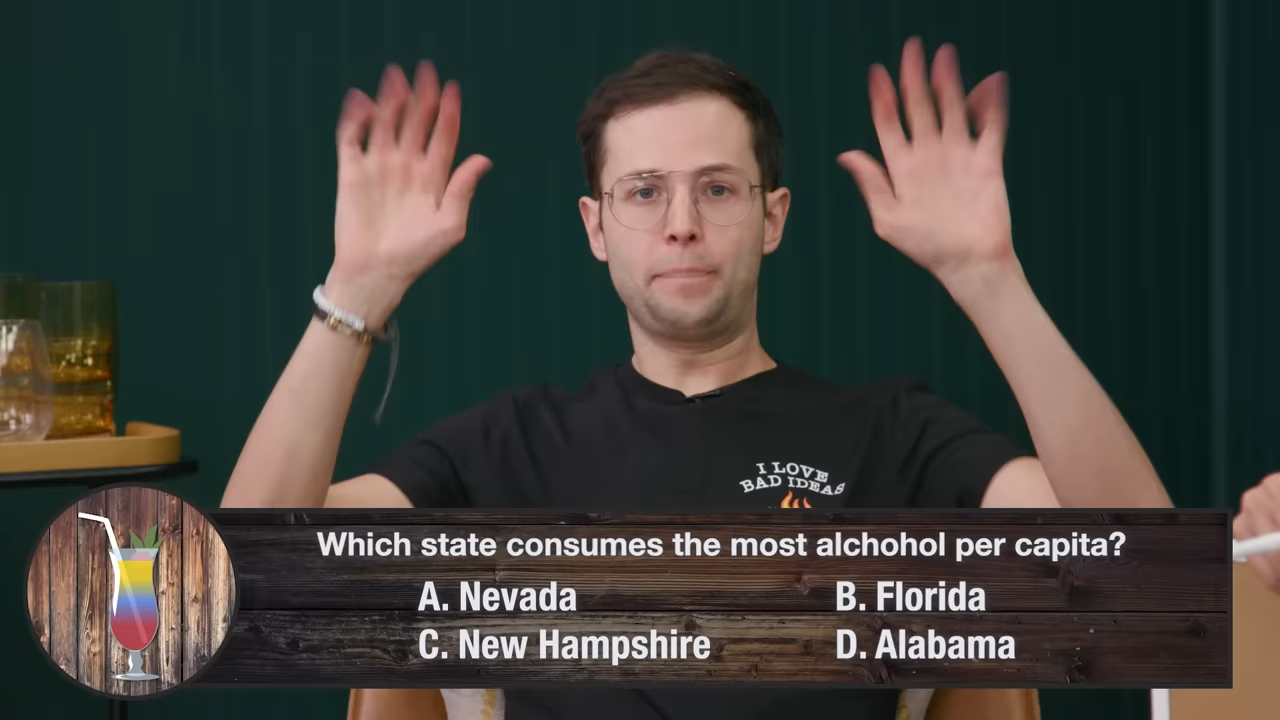 I LOVE
BAD IDEAS
Which state consumes the most alchohol per capita?
A. Nevada
B. Florida
C. New Hampshire
D. Alabama